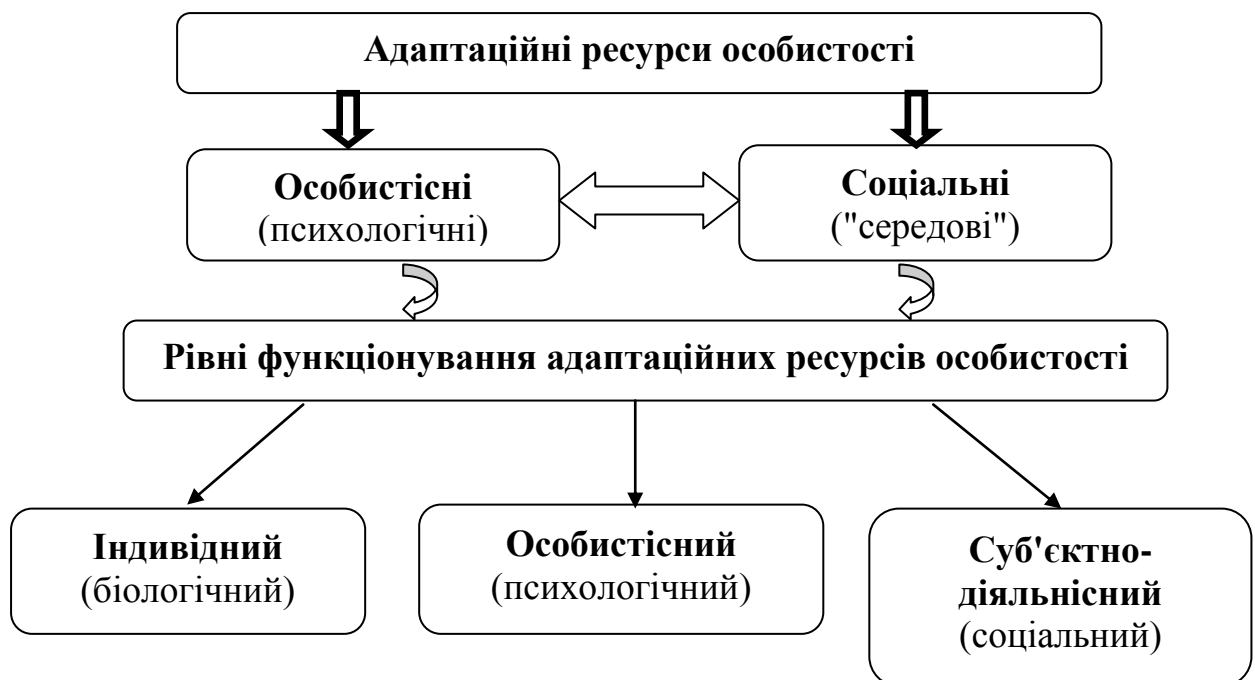 Адаптаційні ресурси особистості
Особистісні
(психологічні)
Соціальні
("середові")
Рівні функціонування адаптаційних ресурсів особистості
Індивідний
(біологічний)
Особистісний
(психологічний)
Суб'єктно-
діяльнісний
(соціальний)